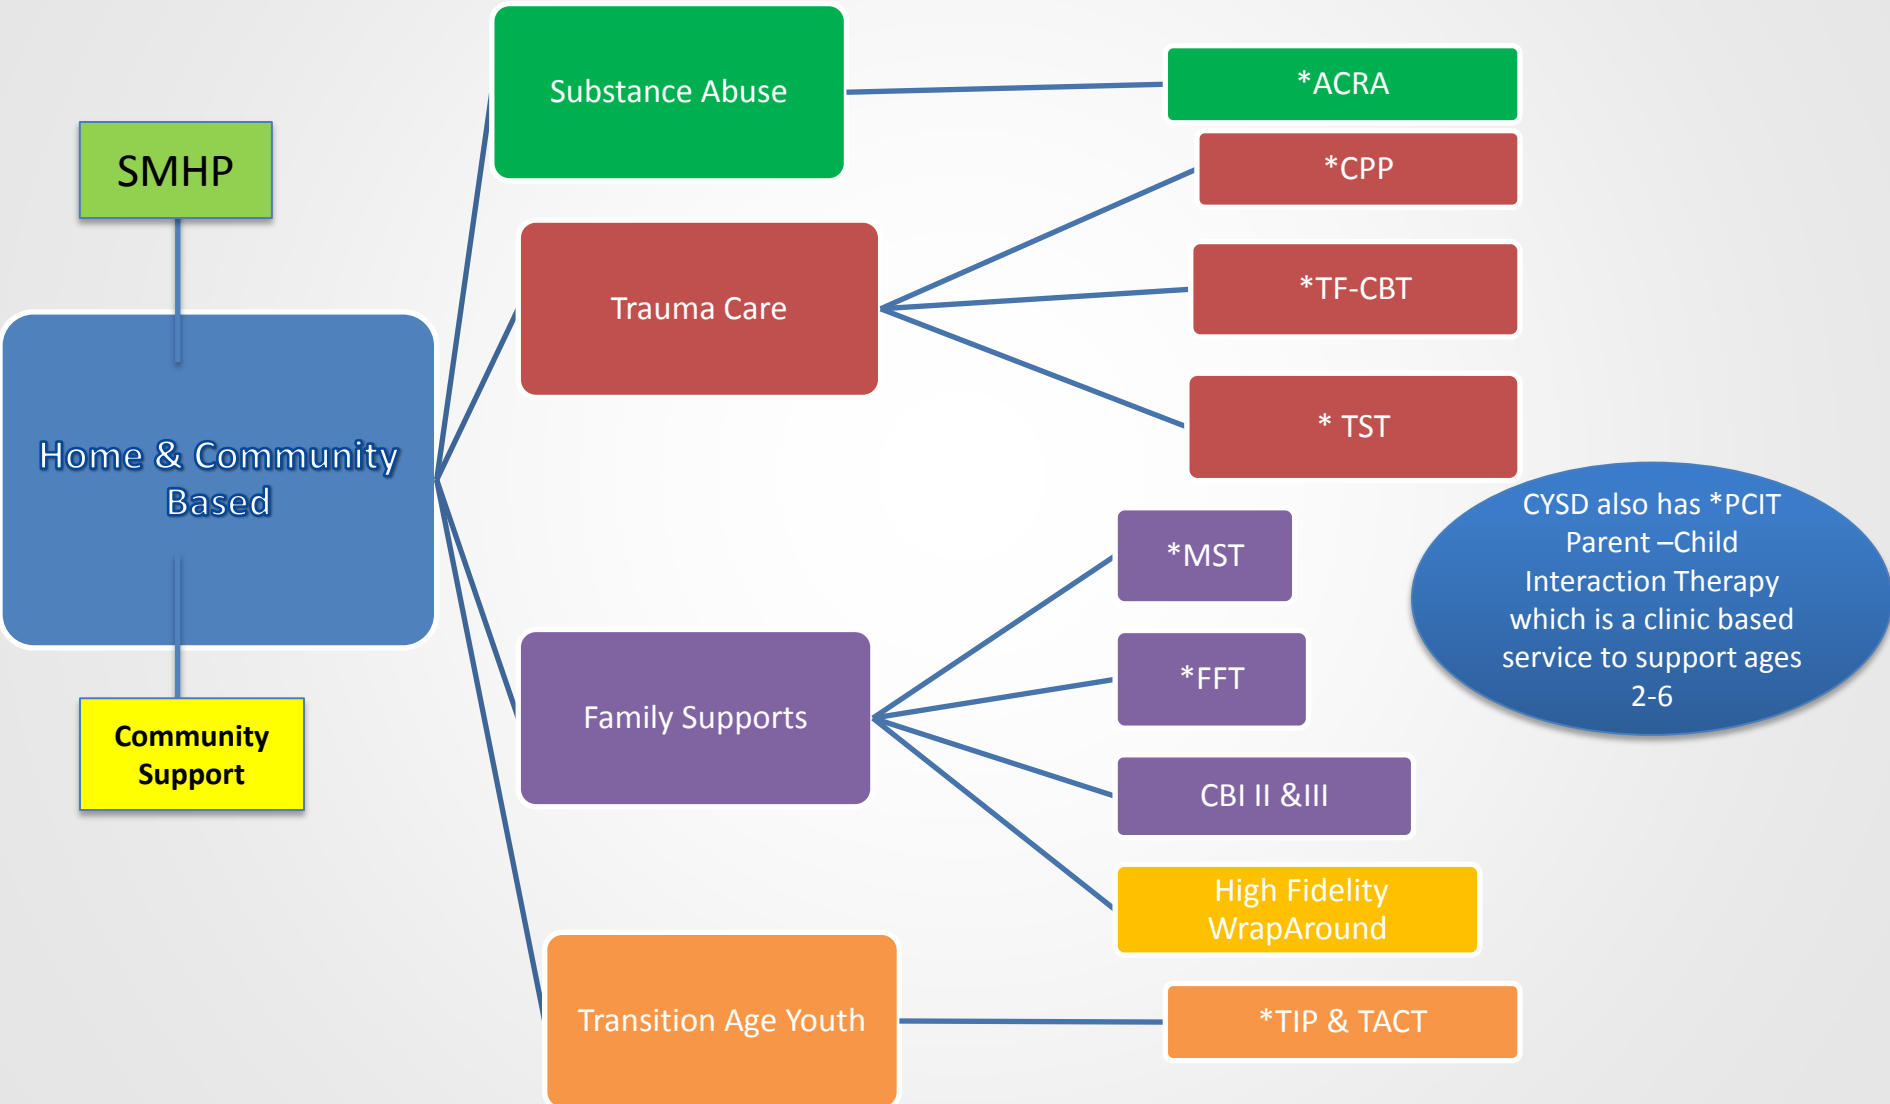 SMHP
Home & Community
Based
Community
Support
Substance Abuse
*ACRA
Trauma Care
*CPP
*TF-CBT
* TST
Family Supports
*MST
*FFT
CBI II &III
High Fidelity
WrapAround
Transition Age Youth
*TIP & TACT
CYSD also has *PCIT
Parent –Child
Interaction Therapy
which is a clinic based
service to support ages
2-6